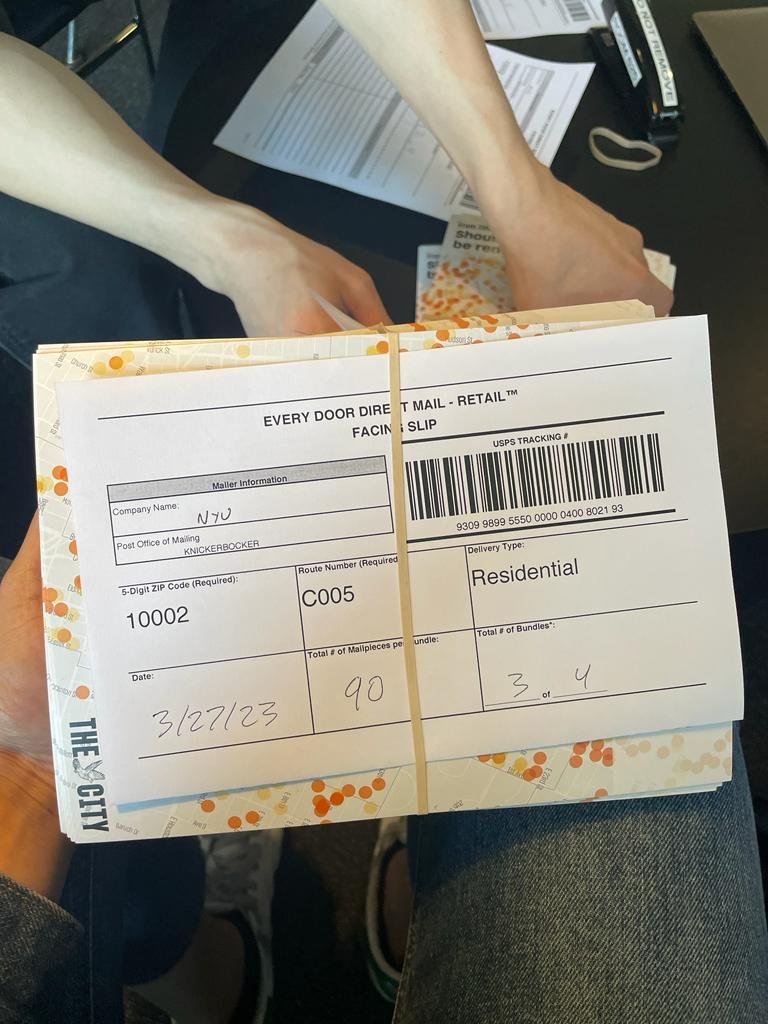 DO NOT REMOVE
Shou
be ren
EVERY DOOR DIRECT MAIL - RETAIL™
FACING SLIP
USPS TRACKING #
9309 9899 5550 0000 0400 8021 93
Mailer Information
Company Name: NYU
Post Office of Mailing
KNICKERBOCKER
5-Digit ZIP Code (Required):
10002
Route Number (Required
C005
Delivery Type:
Residential
Date:
3/27/23
Total # of Mailpieces per Bundle:
90
Total # of Bundles*:
3 of 4
THE CITY